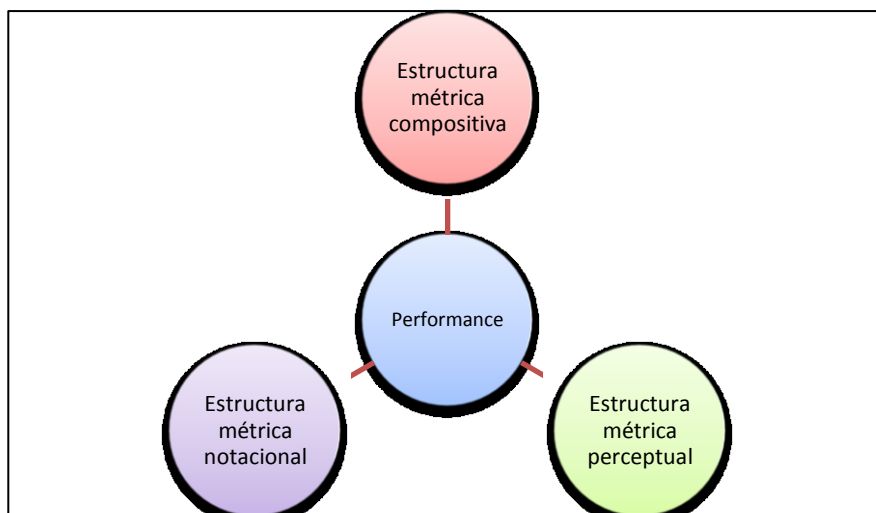 Estructura
métrica
compositiva
Performance
Estructura
métrica
notacional
Estructura
métrica
perceptual